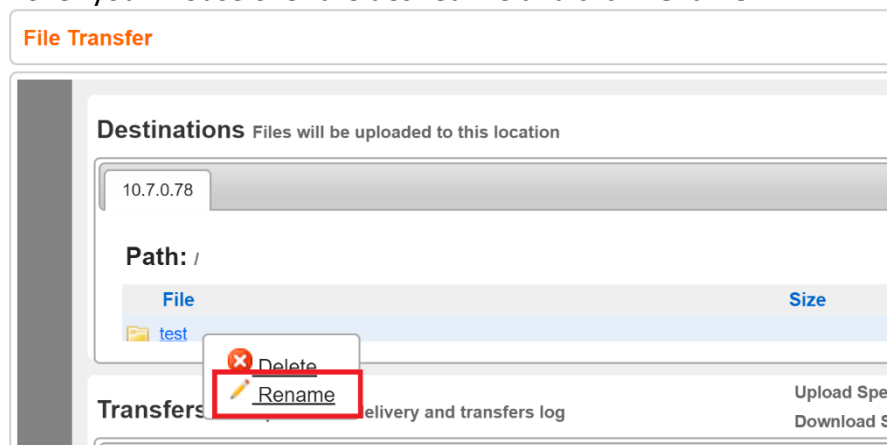 File Transfer
Destinations Files will be uploaded to this location
10.7.0.78
Path: /
File Size
test
Delete
Rename
Transfers elivery and transfers log
Upload Spe
Download S